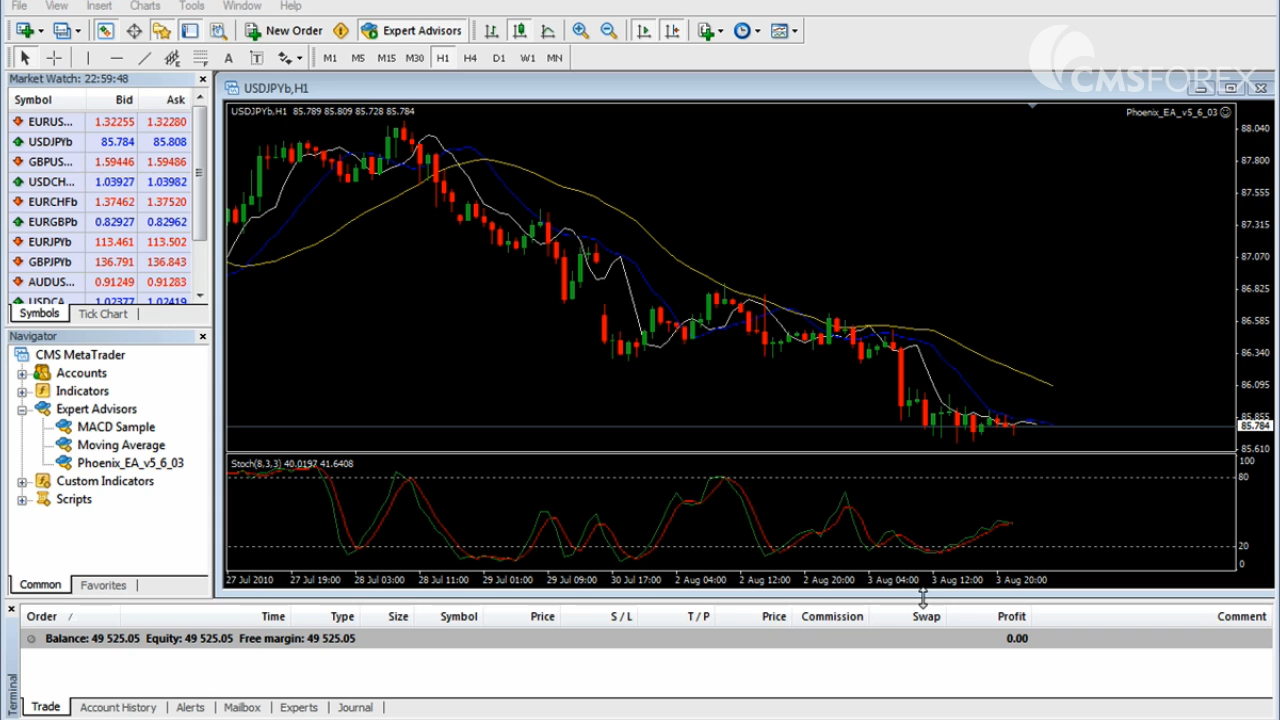 File View Insert Charts Tools Window Help
New Order Expert Advisors
A T M1 M5 M15 M30 H1 H4 D1 W1 MN
CMSFOREX
Market Watch: 22:59:48
Symbol Bid Ask
EURUS... 1.32255 1.32280
USDJPYb 85.784 85.808
GBPUS... 1.59446 1.59486
USDCH... 1.03927 1.03982
EURCHFb 1.37462 1.37520
EURGBPb 0.82927 0.82962
EURJPYb 113.461 113.502
GBPJPYb 136.791 136.843
AUDUS... 0.91249 0.91283
USDCA 1.02377 1.02419
Symbols Tick Chart
Navigator
CMS MetaTrader
Accounts
Indicators
Expert Advisors
MACD Sample
Moving Average
Phoenix_EA_v5_6_03
Custom Indicators
Scripts
Common Favorites
USDJPYb,H1
USDJPYb,H1 85.789 85.809 85.728 85.784
Phoenix_EA_v5_6_03
88.040
87.800
87.555
87.315
87.070
86.825
86.585
86.340
86.095
85.855
85.784
85.610
Stoch(8,3,3) 40.0197 41.6408
100
80
20
0
27 Jul 2010 27 Jul 19:00 28 Jul 03:00 28 Jul 11:00 29 Jul 01:00 29 Jul 09:00 30 Jul 17:00 2 Aug 04:00 2 Aug 12:00 2 Aug 20:00 3 Aug 04:00 3 Aug 12:00 3 Aug 20:00
Order / Time Type Size Symbol Price S / L T / P Price Commission Swap Profit Comment
Balance: 49 525.05 Equity: 49 525.05 Free margin: 49 525.05 0.00
Terminal
Trade Account History Alerts Mailbox Experts Journal